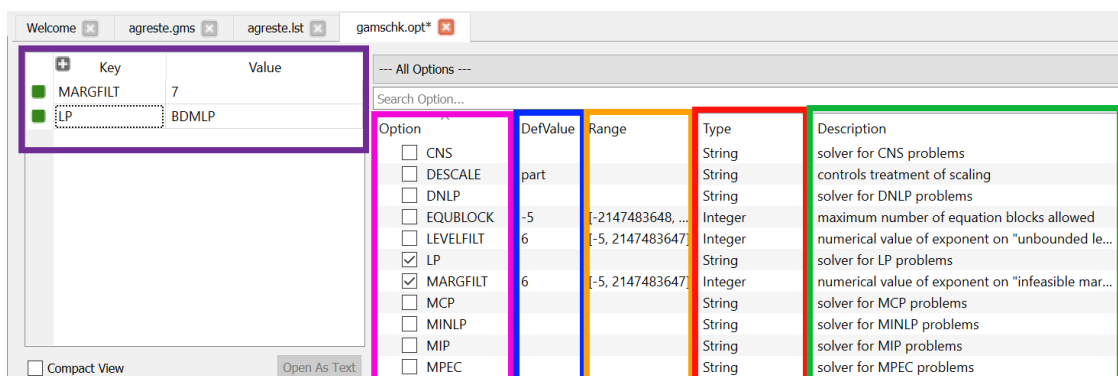 Welcome agreste.gms agreste.lst gamschk.opt*
Key Value
MARGFILT 7
LP BDMLP
--- All Options ---
Search Option...
Option DefValue Range Type Description
CNS String solver for CNS problems
DESCALE part String controls treatment of scaling
DNLP String solver for DNLP problems
EQUBLOCK -5 [-2147483648, ... Integer maximum number of equation blocks allowed
LEVELFILT 6 [-5, 2147483647] Integer numerical value of exponent on "unbounded le...
LP String solver for LP problems
MARGFILT 6 [-5, 2147483647] Integer numerical value of exponent on "infeasible mar...
MCP String solver for MCP problems
MINLP String solver for MINLP problems
MIP String solver for MIP problems
MPEC String solver for MPEC problems
Compact View Open As Text